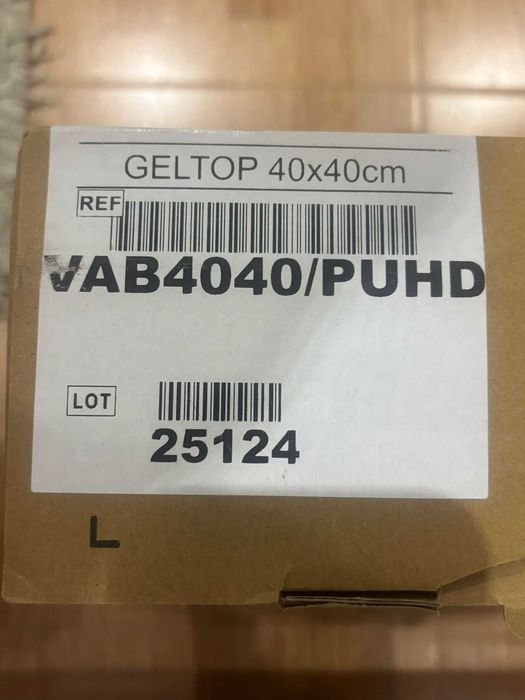 GELTOP 40x40cm
REF
VAB4040/PUHD
LOT
25124
L